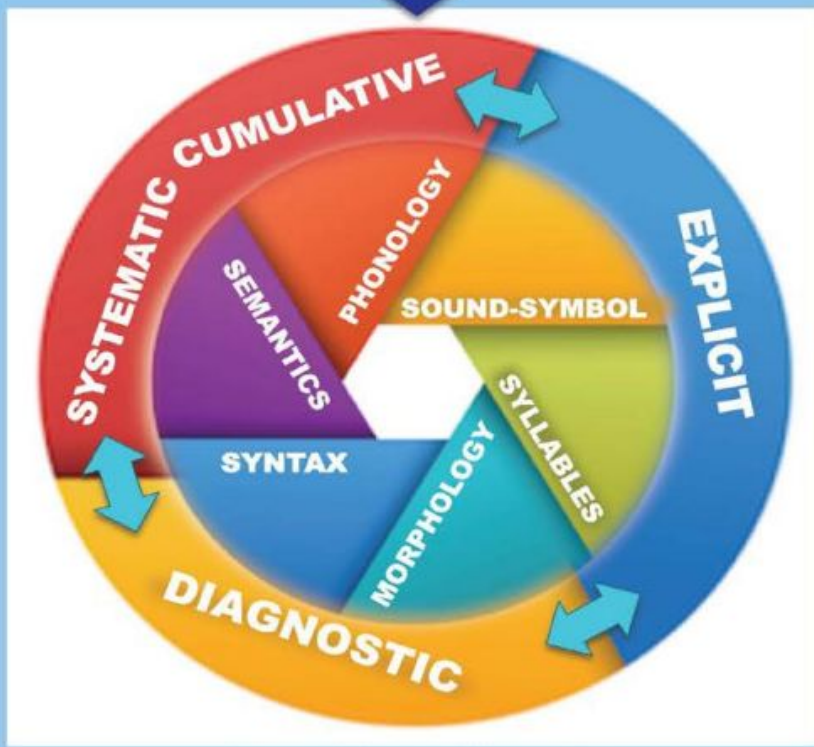 SYSTEMATIC CUMULATIVE
EXPLICIT
DIAGNOSTIC
PHONOLOGY
SOUND-SYMBOL
SYLLABLES
MORPHOLOGY
SYNTAX
SEMANTICS